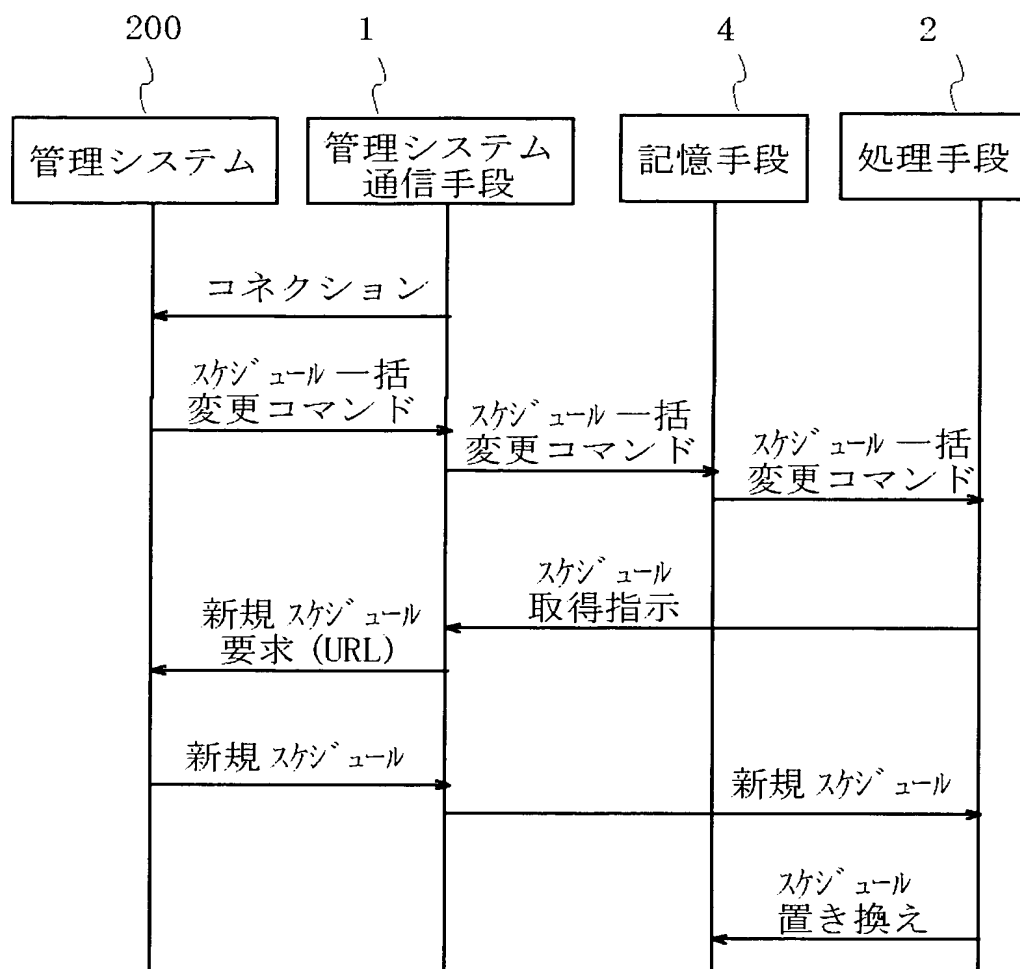 200
1
4
2
管理システム
管理システム
通信手段
記憶手段
処理手段
コネクション
スケジュール一括
変更コマンド
スケジュール一括
変更コマンド
スケジュール一括
変更コマンド
スケジュール
取得指示
新規スケジュール
要求(URL)
新規スケジュール
新規スケジュール
スケジュール
置き換え